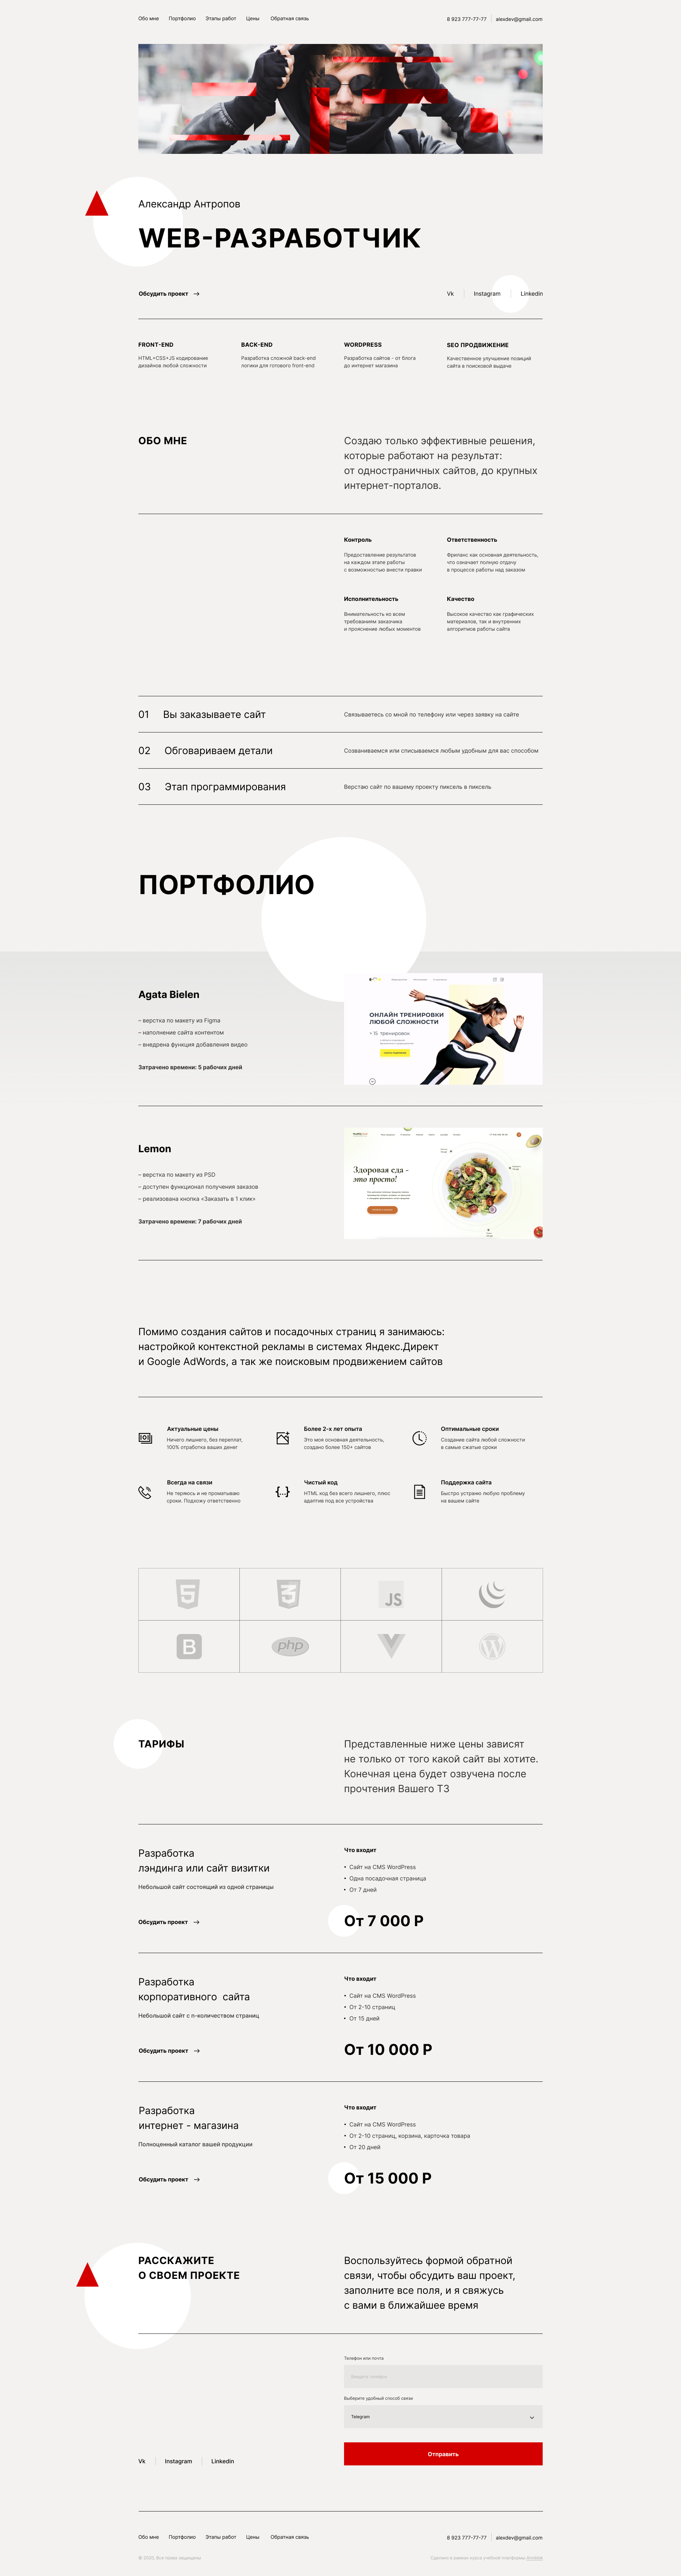 Обо мне Портфолио Этапы работ Цены Обратная связь 8 923 777-77-77 alexdev@gmail.com
Александр Антропов
WEB-РАЗРАБОТЧИК
Обсудить проект → Vk Instagram Linkedin
FRONT-END
HTML+CSS+JS кодирование
дизайнов любой сложности
BACK-END
Разработка сложной back-end
логики для готового front-end
WORDPRESS
Разработка сайтов - от блога
до интернет магазина
SEO ПРОДВИЖЕНИЕ
Качественное улучшение позиций
сайта в поисковой выдаче
ОБО МНЕ
Создаю только эффективные решения,
которые работают на результат:
от одностраничных сайтов, до крупных
интернет-порталов.
Контроль
Предоставление результатов
на каждом этапе работы
с возможностью внести правки
Ответственность
Фриланс как основная деятельность,
что означает полную отдачу
в процессе работы над заказом
Исполнительность
Внимательность ко всем
требованиям заказчика
и прояснение любых моментов
Качество
Высокое качество как графических
материалов, так и внутренних
алгоритмов работы сайта
01 Вы заказываете сайт Связываетесь со мной по телефону или через заявку на сайте
02 Обговариваем детали Созваниваемся или списываемся любым удобным для вас способом
03 Этап программирования Верстаю сайт по вашему проекту пиксель в пиксель
ПОРТФОЛИО
Agata Bielen
– верстка по макету из Figma
– наполнение сайта контентом
– внедрена функция добавления видео
Затрачено времени: 5 рабочих дней
ОНЛАЙН ТРЕНИРОВКИ
ЛЮБОЙ СЛОЖНОСТИ
+ 15 тренировок
Lemon
– верстка по макету из PSD
– доступен функционал получения заказов
– реализована кнопка «Заказать в 1 клик»
Затрачено времени: 7 рабочих дней
Здоровая еда -
это просто!
Помимо создания сайтов и посадочных страниц я занимаюсь:
настройкой контекстной рекламы в системах Яндекс.Директ
и Google AdWords, а так же поисковым продвижением сайтов
Актуальные цены
Ничего лишнего, без переплат,
100% отработка ваших денег
Более 2-х лет опыта
Это моя основная деятельность,
создано более 150+ сайтов
Оптимальные сроки
Создание сайта любой сложности
в самые сжатые сроки
Всегда на связи
Не теряюсь и не проматываю
сроки. Подхожу ответственно
Чистый код
HTML код без всего лишнего, плюс
адаптив под все устройства
Поддержка сайта
Быстро устраню любую проблему
на вашем сайте
5 3 JS
B php W
ТАРИФЫ
Представленные ниже цены зависят
не только от того какой сайт вы хотите.
Конечная цена будет озвучена после
прочтения Вашего ТЗ
Разработка
лэндинга или сайт визитки
Небольшой сайт состоящий из одной страницы
Обсудить проект →
Что входит
• Сайт на CMS WordPress
• Одна посадочная страница
• От 7 дней
От 7 000 Р
Разработка
корпоративного сайта
Небольшой сайт с n-количеством страниц
Обсудить проект →
Что входит
• Сайт на CMS WordPress
• От 2-10 страниц
• От 15 дней
От 10 000 Р
Разработка
интернет - магазина
Полноценный каталог вашей продукции
Обсудить проект →
Что входит
• Сайт на CMS WordPress
• От 2-10 страниц, корзина, карточка товара
• От 20 дней
От 15 000 Р
РАССКАЖИТЕ
О СВОЕМ ПРОЕКТЕ
Воспользуйтесь формой обратной
связи, чтобы обсудить ваш проект,
заполните все поля, и я свяжусь
с вами в ближайшее время
Телефон или почта
Введите телефон
Выберите удобный способ связи
Telegram
Отправить
Vk Instagram Linkedin
Обо мне Портфолио Этапы работ Цены Обратная связь 8 923 777-77-77 alexdev@gmail.com
© 2020. Все права защищены